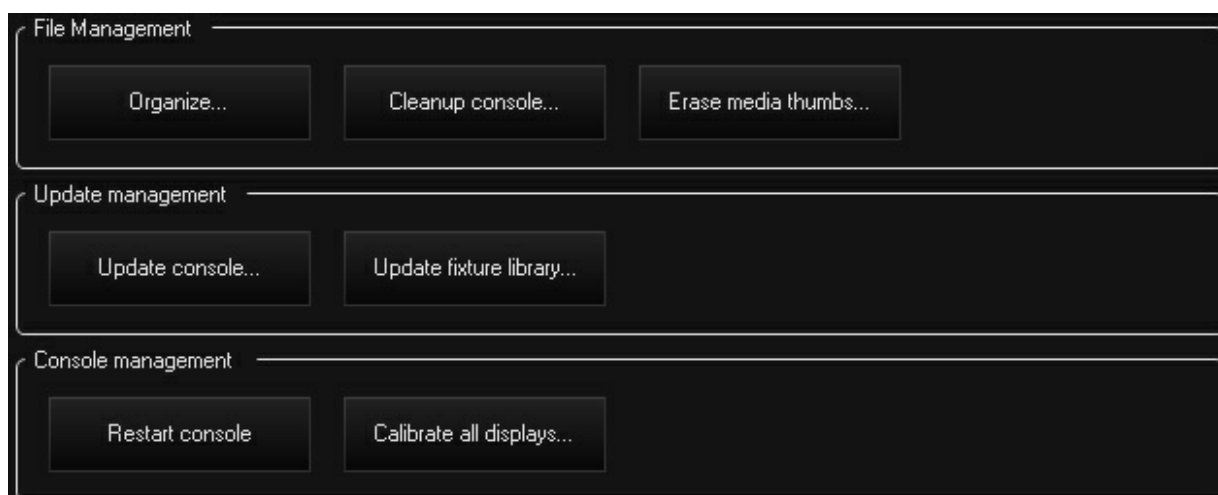 File Management
Organize...
Cleanup console...
Erase media thumbs...
Update management
Update console...
Update fixture library...
Console management
Restart console
Calibrate all displays...